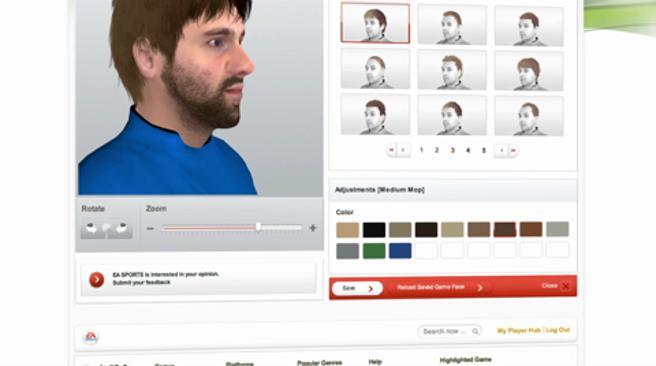 1 2 3 4 5
Adjustments [Medium Mop]
Rotate
Zoom
Color
EA SPORTS is interested in your opinion.
Submit your feedback
Save
Reload Saved Game Face
Close
EA
Search now ...
My Player Hub | Log Out
Platforms
Popular Genres
Help
Highlighted Game